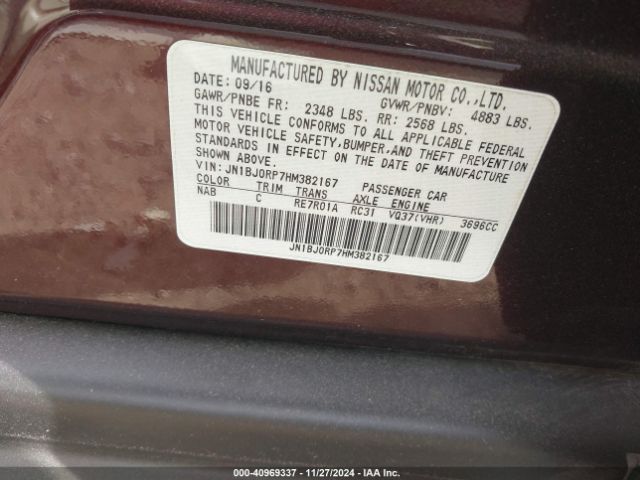 MANUFACTURED BY NISSAN MOTOR CO.,LTD.
DATE: 09/16 GVWR/PNBV: 4883 LBS.
GAWR/PNBE FR: 2348 LBS. RR: 2568 LBS.
THIS VEHICLE CONFORMS TO ALL APPLICABLE FEDERAL
MOTOR VEHICLE SAFETY,BUMPER,AND THEFT PREVENTION
STANDARDS IN EFFECT ON THE DATE OF MANUFACTURE
SHOWN ABOVE.
VIN: JN1BJ0RP7HM382167 PASSENGER CAR
COLOR TRIM TRANS AXLE ENGINE
NAB C RE7R01A RC31 VQ37(VHR) 3696CC
JN1BJ0RP7HM382167
000-40969337 - 11/27/2024 - IAA Inc.